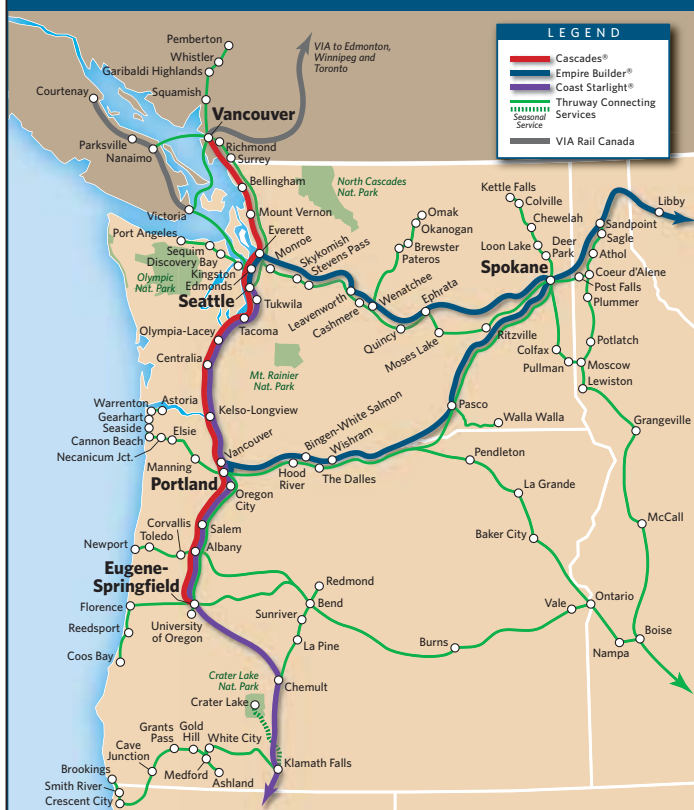 LEGEND
Cascades®
Empire Builder®
Coast Starlight®
Thruway Connecting
Services
Seasonal
Service
VIA Rail Canada
VIA to Edmonton,
Winnipeg and
Toronto
Pemberton
Whistler
Garibaldi Highlands
Squamish
Courtenay
Vancouver
Parksville
Nanaimo
Richmond
Surrey
Bellingham
North Cascades
Nat. Park
Victoria
Mount Vernon
Port Angeles
Sequim
Discovery Bay
Kingston
Edmonds
Everett
Monroe
Skykomish
Stevens Pass
Olympic
Nat. Park
Seattle
Tukwila
Tacoma
Leavenworth
Cashmere
Wenatchee
Omak
Okanogan
Brewster
Pateros
Quincy
Ephrata
Moses Lake
Ritzville
Kettle Falls
Colville
Chewelah
Loon Lake
Deer
Park
Spokane
Libby
Sandpoint
Sagle
Athol
Coeur d'Alene
Post Falls
Plummer
Potlatch
Colfax
Pullman
Moscow
Lewiston
Grangeville
Olympia-Lacey
Centralia
Mt. Rainier
Nat. Park
Kelso-Longview
Warrenton
Astoria
Gearhart
Seaside
Cannon Beach
Elsie
Necanicum Jct.
Manning
Vancouver
Portland
Oregon
City
Bingen-White Salmon
Wishram
Hood
River
The Dalles
Pasco
Walla Walla
Pendleton
La Grande
Baker City
McCall
Salem
Corvallis
Toledo
Newport
Albany
Eugene-
Springfield
Florence
Reedsport
Coos Bay
University
of Oregon
Redmond
Bend
Sunriver
La Pine
Burns
Vale
Ontario
Nampa
Boise
Chemult
Crater Lake
Nat. Park
Crater Lake
Klamath Falls
Grants
Pass
Gold
Hill
White City
Cave
Junction
Medford
Ashland
Brookings
Smith River
Crescent City